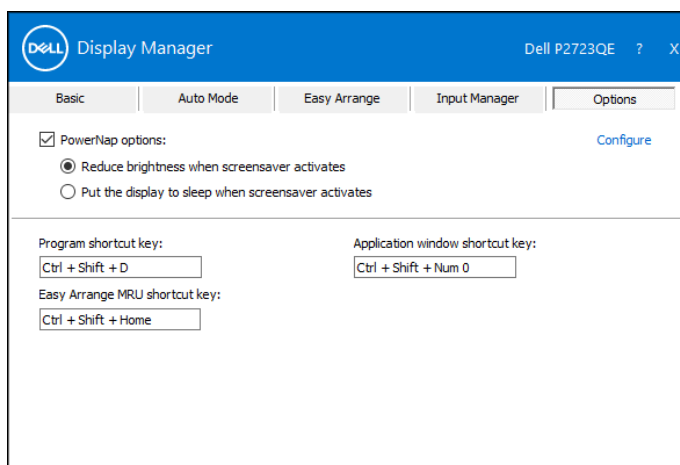 DELL Display Manager Dell P2723QE ? X
Basic Auto Mode Easy Arrange Input Manager Options
PowerNap options: Configure
Reduce brightness when screensaver activates
Put the display to sleep when screensaver activates
Program shortcut key: Application window shortcut key:
Ctrl + Shift + D Ctrl + Shift + Num 0
Easy Arrange MRU shortcut key:
Ctrl + Shift + Home